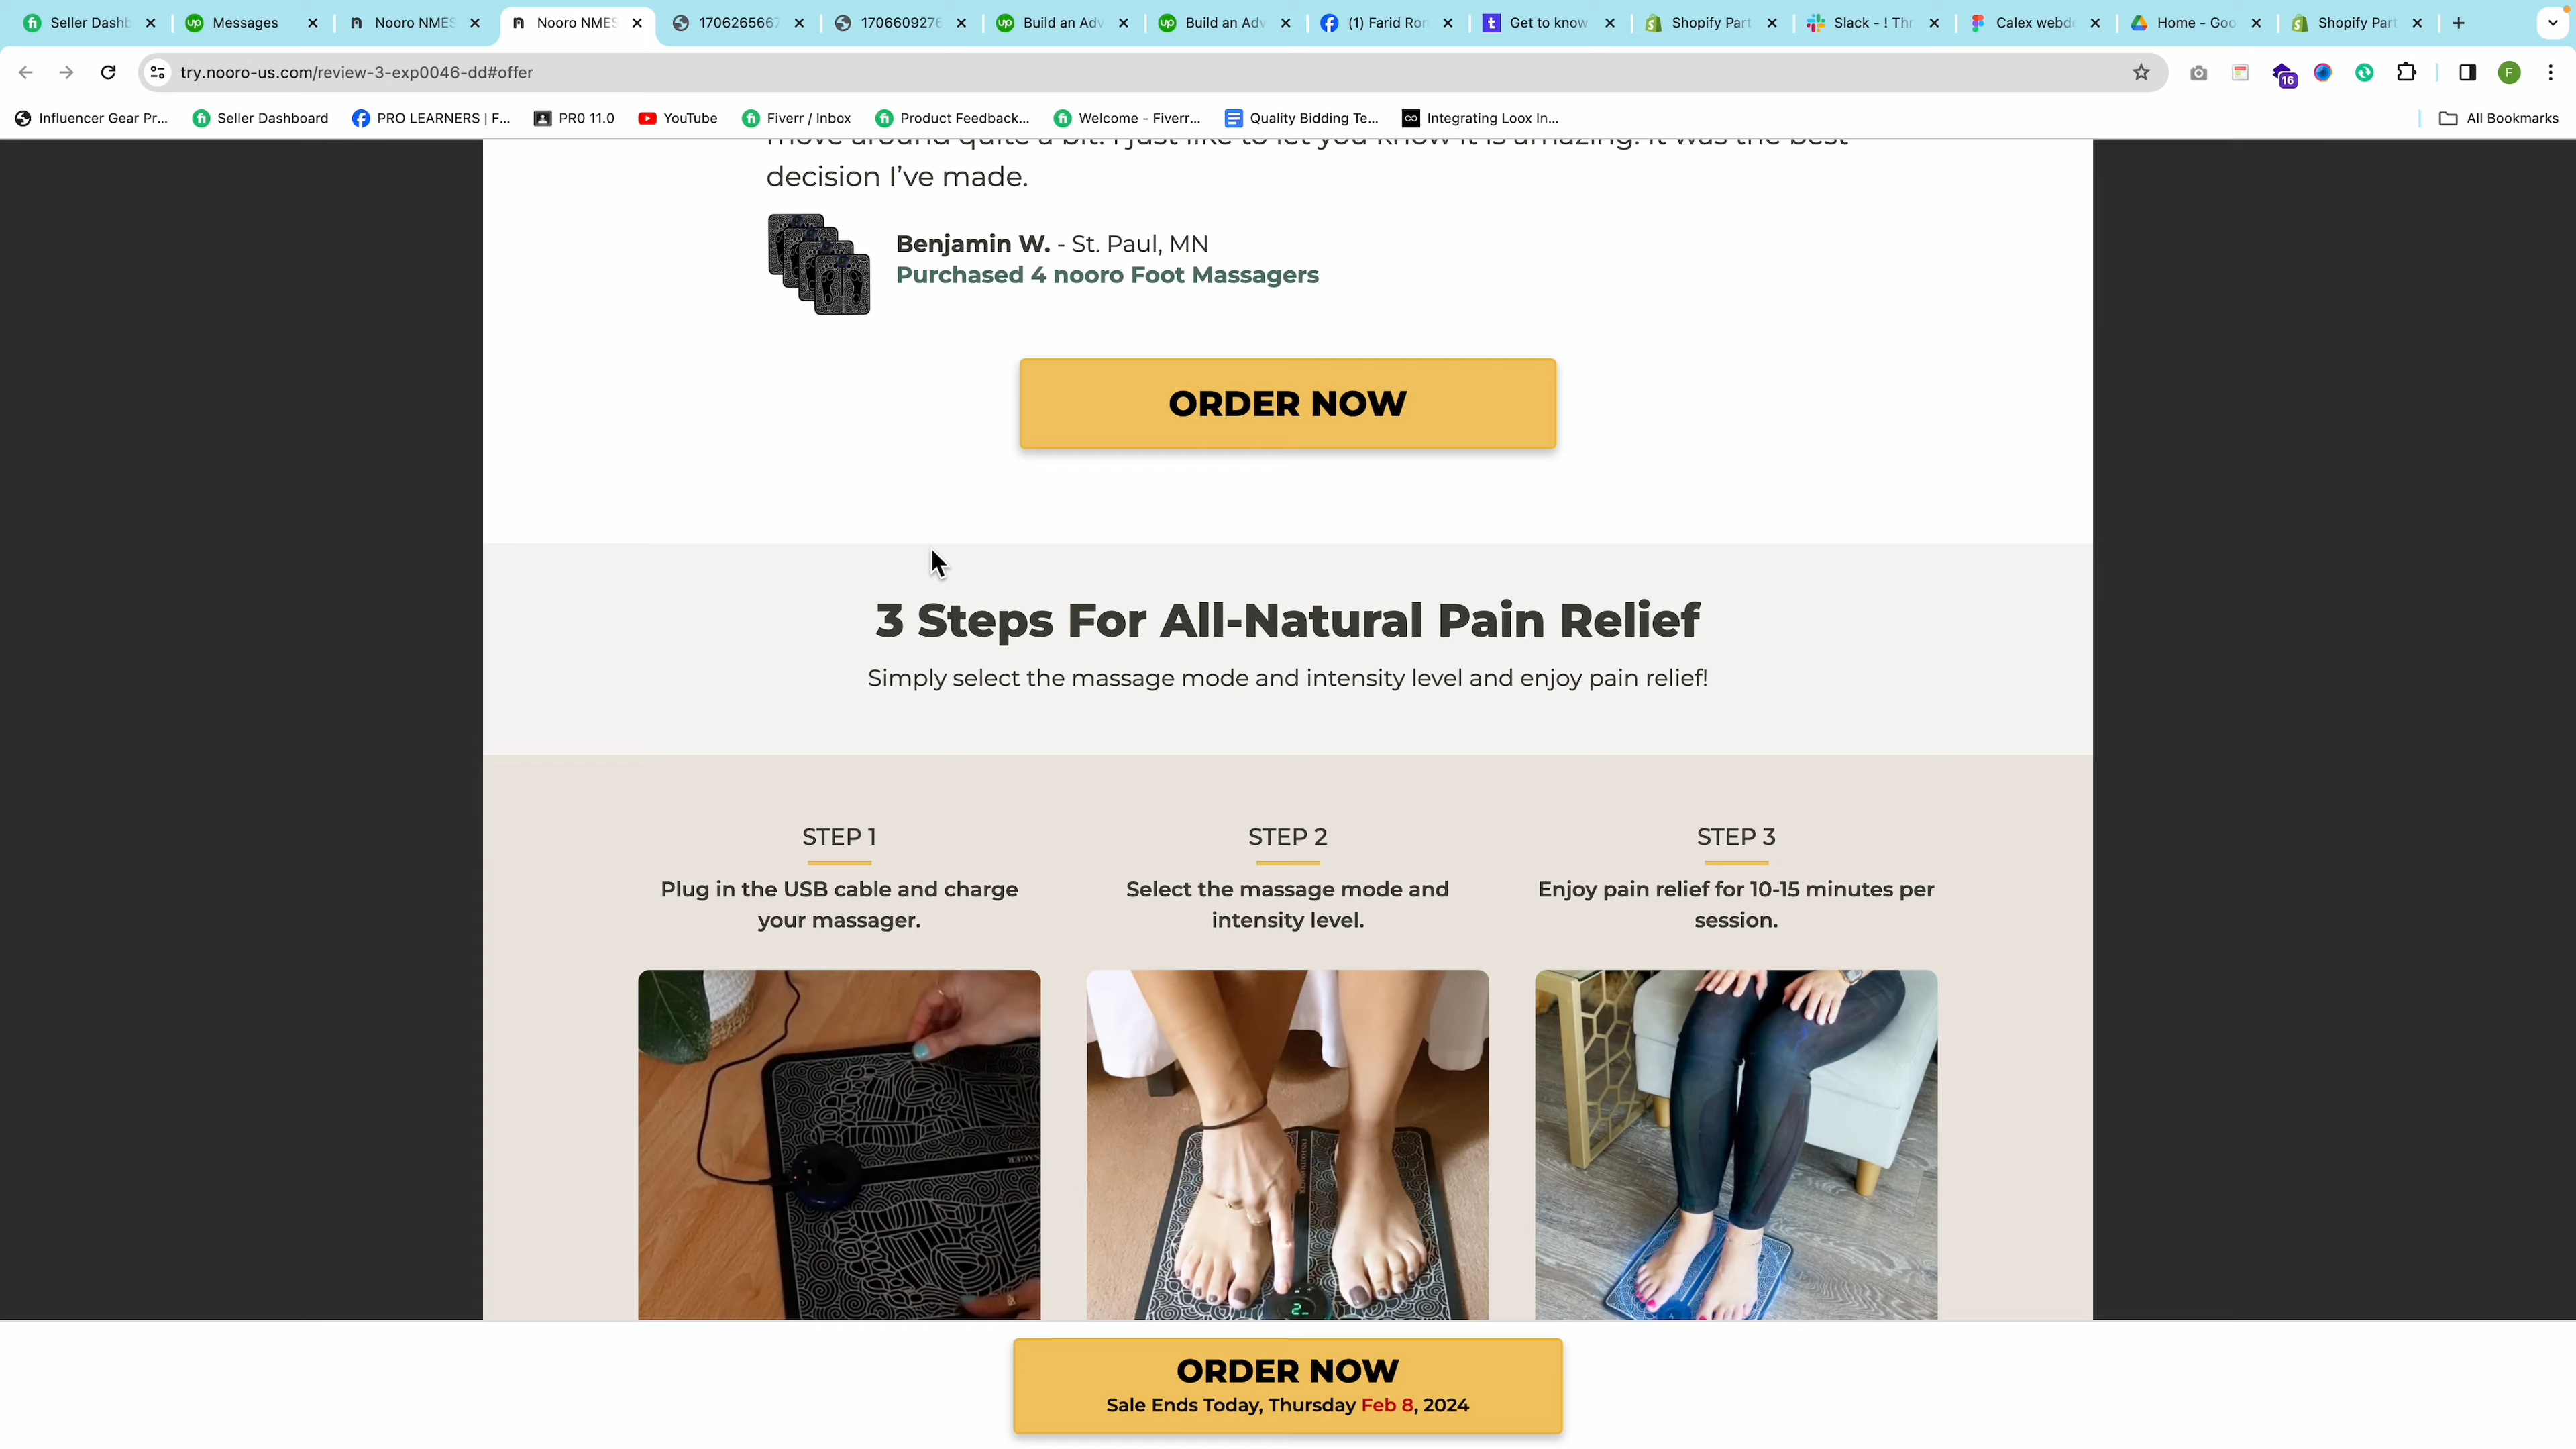 Seller Dashb
Messages
Nooro NMES
Nooro NMES
1706265667
1706609276
Build an Adv
Build an Adv
(1) Farid Ron
Get to know
Shopify Part
Slack - ! Thr
Calex webde
Home - Goo
Shopify Part
try.nooro-us.com/review-3-exp0046-dd#offer
16
F
Influencer Gear Pr...
Seller Dashboard
PRO LEARNERS | F...
PR0 11.0
YouTube
Fiverr / Inbox
Product Feedback...
Welcome - Fiverr...
Quality Bidding Te...
Integrating Loox In...
All Bookmarks
move around quite a bit. I just like to let you know it is amazing. It was the best
decision I’ve made.
Benjamin W. - St. Paul, MN
Purchased 4 nooro Foot Massagers
ORDER NOW
3 Steps For All-Natural Pain Relief
Simply select the massage mode and intensity level and enjoy pain relief!
STEP 1
Plug in the USB cable and charge
your massager.
STEP 2
Select the massage mode and
intensity level.
STEP 3
Enjoy pain relief for 10-15 minutes per
session.
ORDER NOW
Sale Ends Today, Thursday Feb 8, 2024